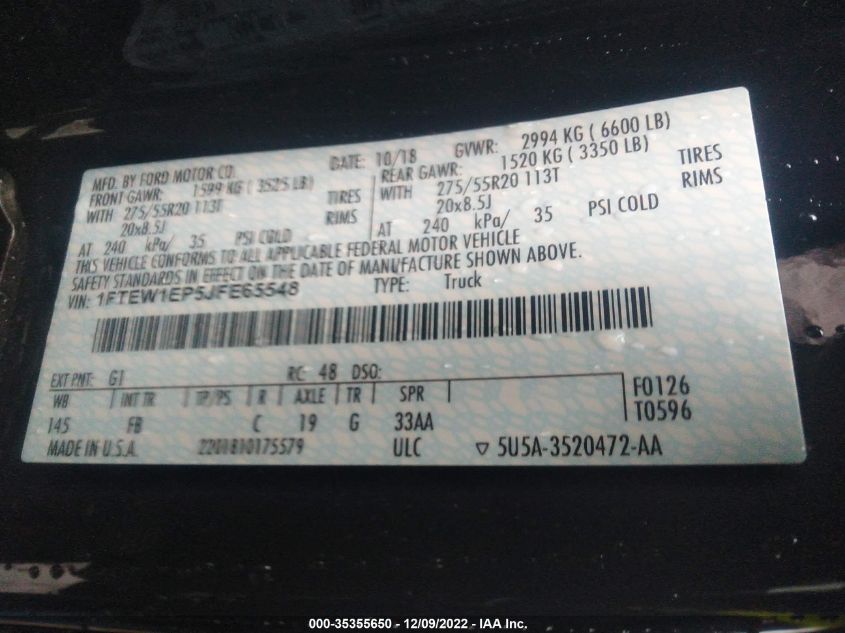 MFD. BY FORD MOTOR CO. DATE: 10/18 GVWR: 2994 KG ( 6600 LB)
FRONT GAWR: 1599 KG ( 3525 LB) REAR GAWR: 1520 KG ( 3350 LB)
WITH 275/55R20 113T TIRES WITH 275/55R20 113T TIRES
20x8.5J RIMS 20x8.5J RIMS
AT 240 kPa/ 35 PSI COLD AT 240 kPa/ 35 PSI COLD
THIS VEHICLE CONFORMS TO ALL APPLICABLE FEDERAL MOTOR VEHICLE
SAFETY STANDARDS IN EFFECT ON THE DATE OF MANUFACTURE SHOWN ABOVE.
VIN: 1FTEW1EP5JFE65548 TYPE: Truck
EXT PNT: G1 RC: 48 DSO:
WB INT TR TP/PS R AXLE TR SPR F0126
145 FB C 19 G 33AA T0596
MADE IN U.S.A. 2201810175579 ULC ▽ 5U5A-3520472-AA
000-35355650 - 12/09/2022 - IAA Inc.